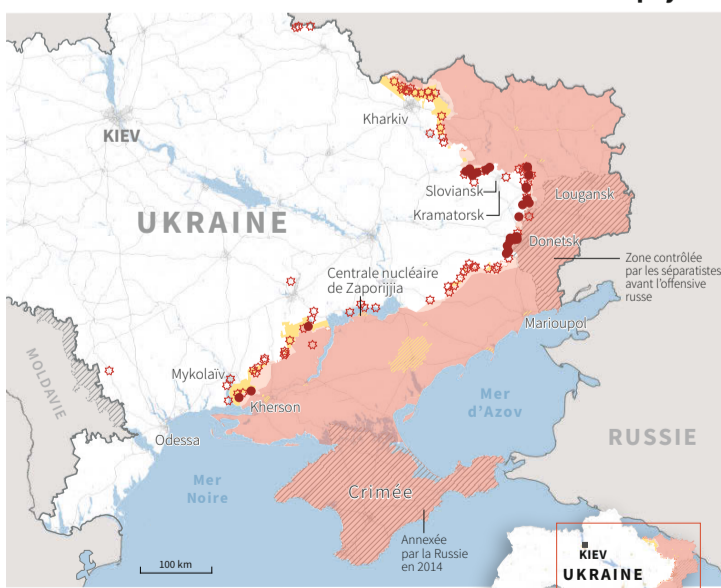 KIEV
Kharkiv
Sloviansk
Kramatorsk
Lougansk
UKRAINE
Donetsk
Centrale nucléaire
de Zaporijjia
Zone contrôlée
par les séparatistes
avant l'offensive
russe
Marioupol
MOLDAVIE
Mykolaïv
Kherson
Mer
d'Azov
RUSSIE
Odessa
Mer
Noire
Crimée
Annexée
par la Russie
en 2014
100 km
KIEV
UKRAINE